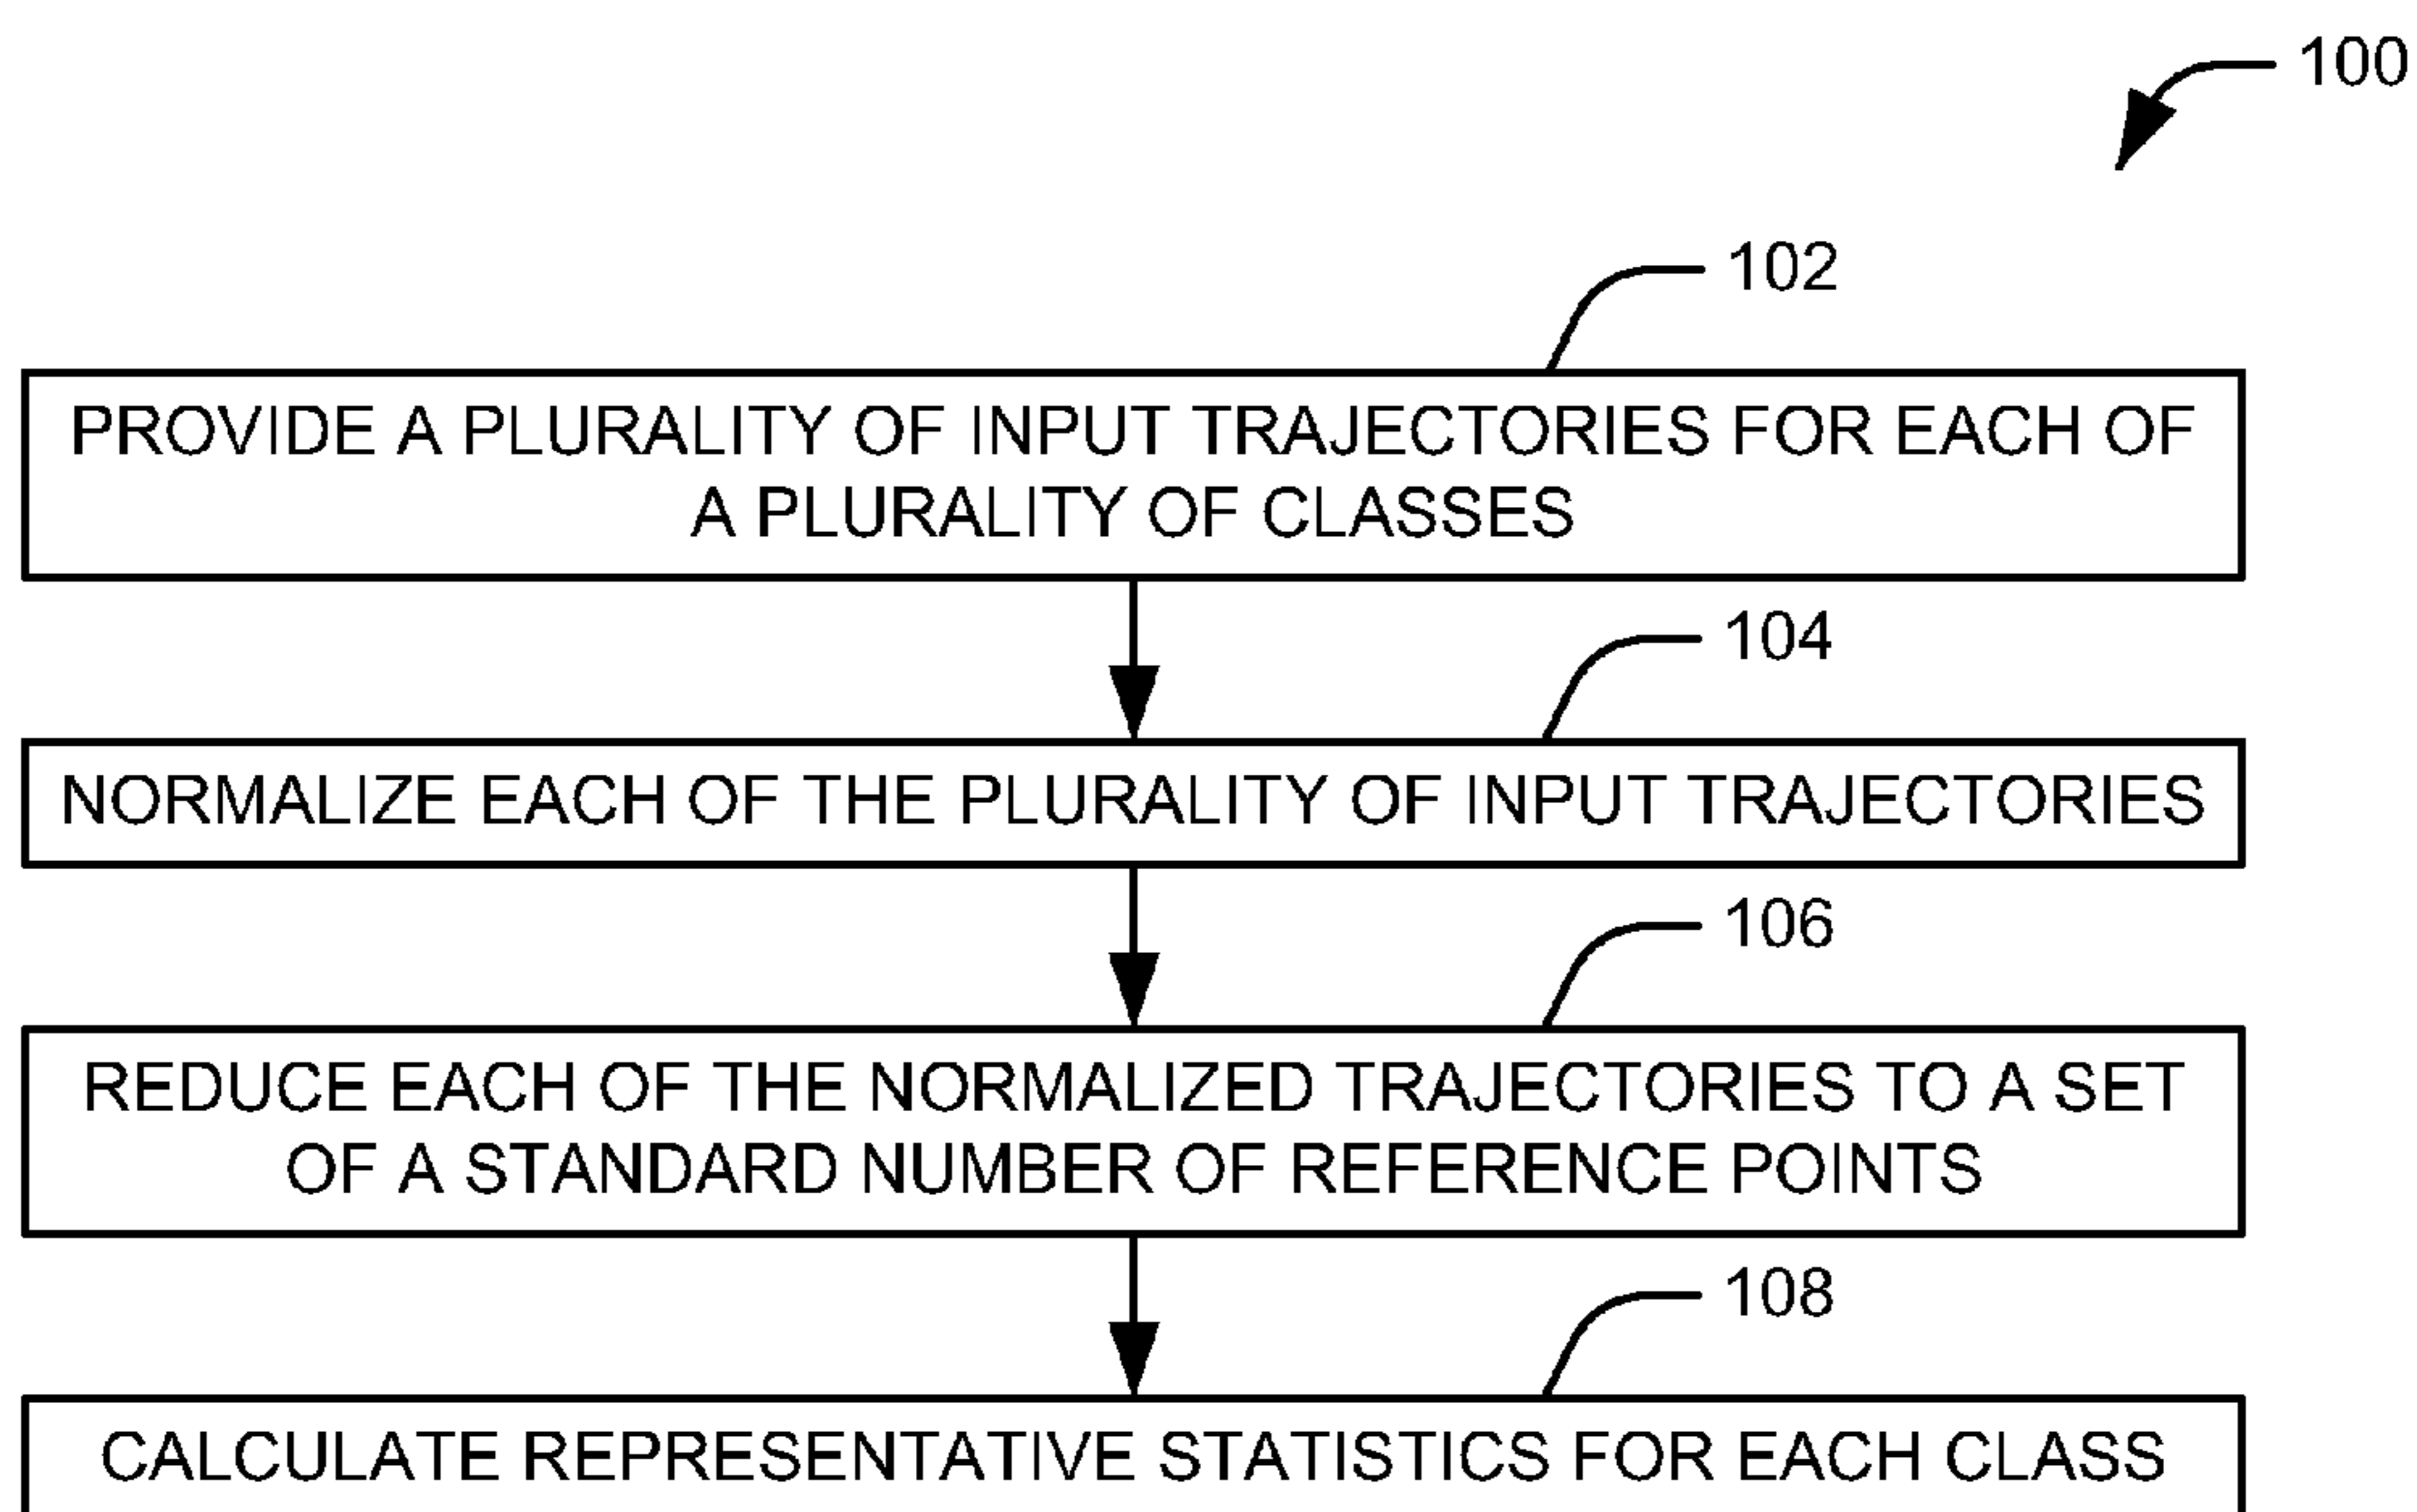 100
102
PROVIDE A PLURALITY OF INPUT TRAJECTORIES FOR EACH OF
A PLURALITY OF CLASSES
104
NORMALIZE EACH OF THE PLURALITY OF INPUT TRAJECTORIES
106
REDUCE EACH OF THE NORMALIZED TRAJECTORIES TO A SET
OF A STANDARD NUMBER OF REFERENCE POINTS
108
CALCULATE REPRESENTATIVE STATISTICS FOR EACH CLASS